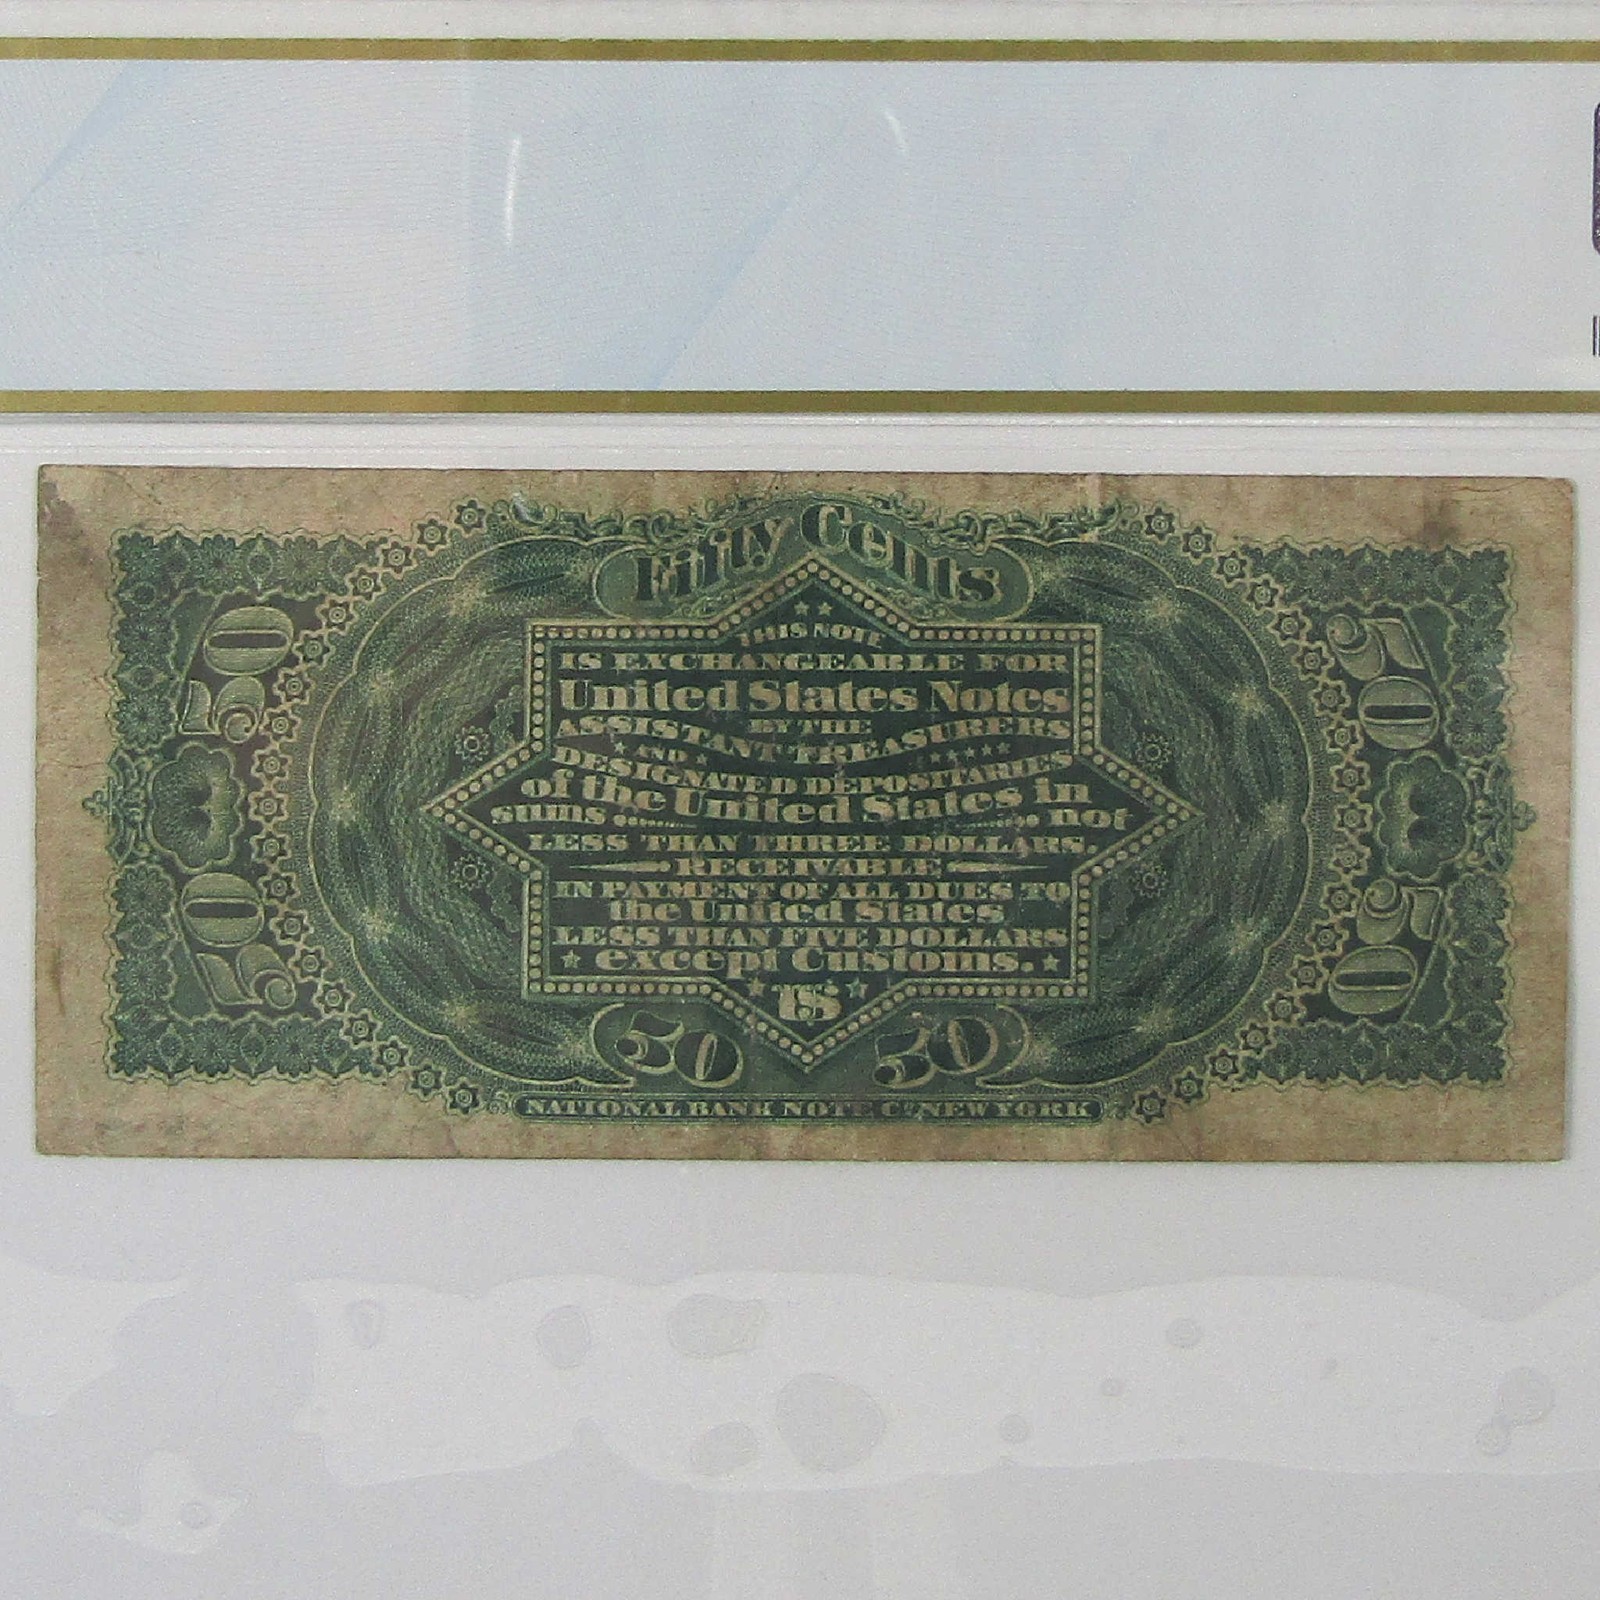 Fifty Cents
THIS NOTE
IS EXCHANGEABLE FOR
United States Notes
BY THE
ASSISTANT TREASURERS
AND
DESIGNATED DEPOSITARIES
of the United States in
sums not
LESS THAN THREE DOLLARS.
RECEIVABLE
IN PAYMENT OF ALL DUES TO
the United States
LESS THAN FIVE DOLLARS
except Customs.
US
50 50
50 50
50 50
NATIONAL BANK NOTE Co. NEW YORK